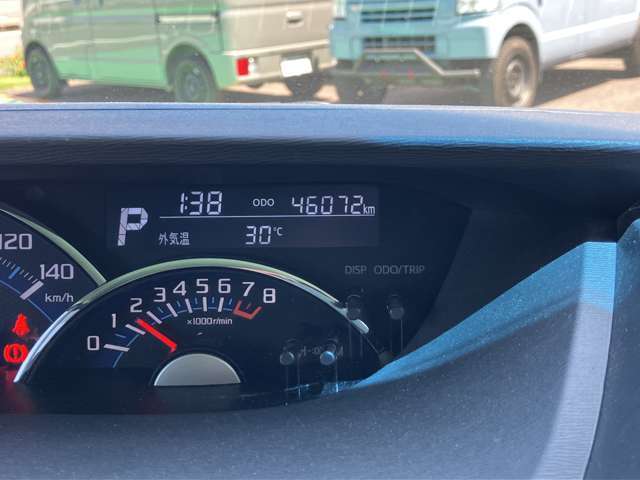 P 1:38 ODO 46072km
外気温 30℃
DISP ODO/TRIP
120
140
km/h
0 1 2 3 4 5 6 7 8
×1000r/min
-H
M